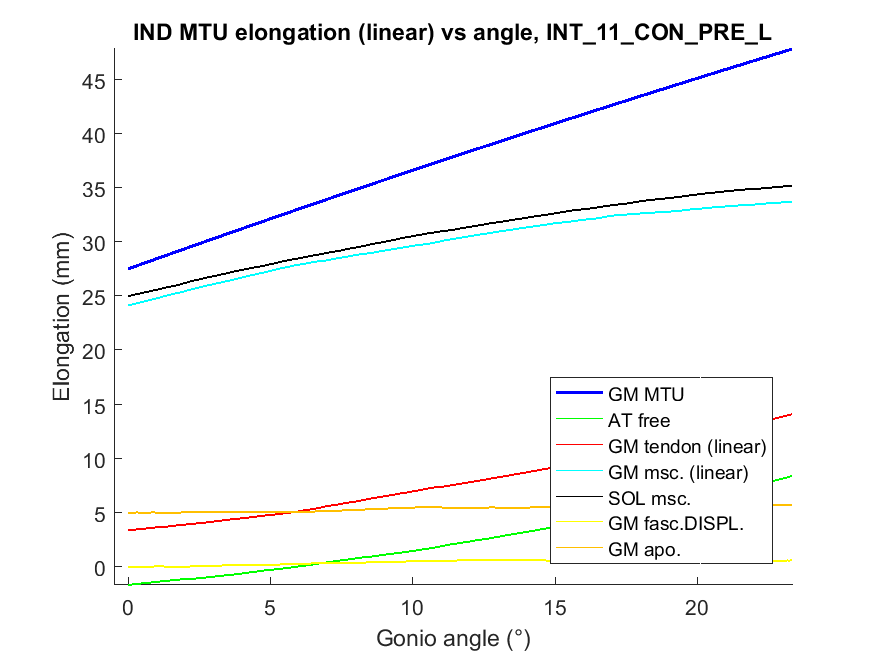 IND MTU elongation (linear) vs angle, INT_11_CON_PRE_L
45
40
35
30
25
20
15
10
5
0
Elongation (mm)
GM MTU
AT free
GM tendon (linear)
GM msc. (linear)
SOL msc.
GM fasc.DISPL.
GM apo.
0 5 10 15 20
Gonio angle (°)